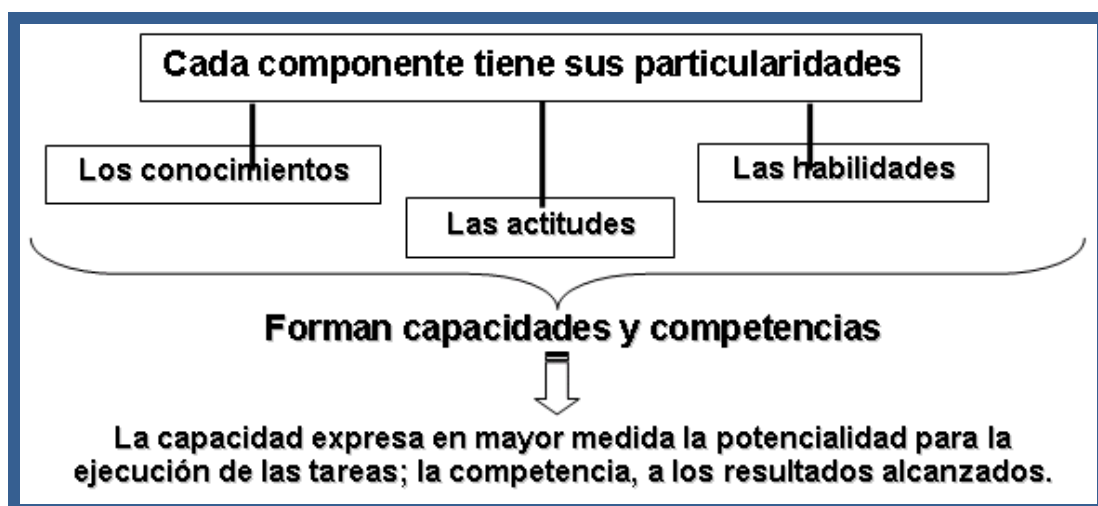 Cada componente tiene sus particularidades
Los conocimientos
Las habilidades
Las actitudes
Forman capacidades y competencias
La capacidad expresa en mayor medida la potencialidad para la
ejecución de las tareas; la competencia, a los resultados alcanzados.